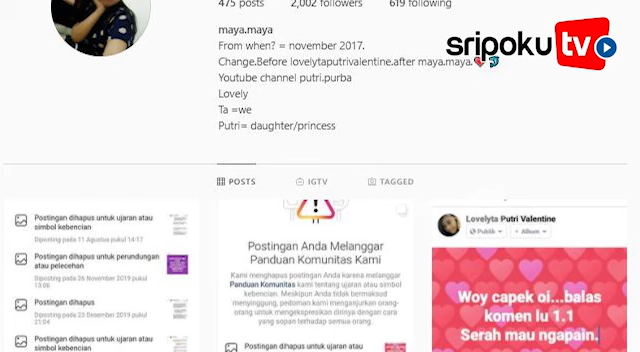 475 posts 2,002 followers 619 following
maya.maya
From when? = november 2017.
Change.Before lovelytaputrivalentine.after maya.maya.
Youtube channel putri.purba
Lovely
Ta =we
Putri= daughter/princess
sripoku tv
POSTS IGTV TAGGED
Postingan dihapus untuk ujaran atau
simbol kebencian
Diposting pada 11 Agustus pukul 14:17
Postingan dihapus untuk perundungan
atau pelecehan
Diposting pada 26 November 2019 pukul
13:06
Postingan dihapus
Diposting pada 23 Desember 2019 pukul
21:04
Postingan dihapus untuk ujaran atau
simbol kebencian
Postingan Anda Melanggar
Panduan Komunitas Kami
Kami menghapus postingan Anda karena melanggar
Panduan Komunitas kami tentang ujaran atau simbol
kebencian. Meskipun Anda tidak bermaksud
menyinggung, pedoman kami menganjurkan orang-
orang untuk mengekspresikan dirinya dengan cara
yang sopan terhadap semua orang.
Postingan dihapus untuk ujaran atau
Lovelyta Putri Valentine
Publik
+ Album
Woy capek oi...balas
komen lu 1.1
Serah mau ngapain.